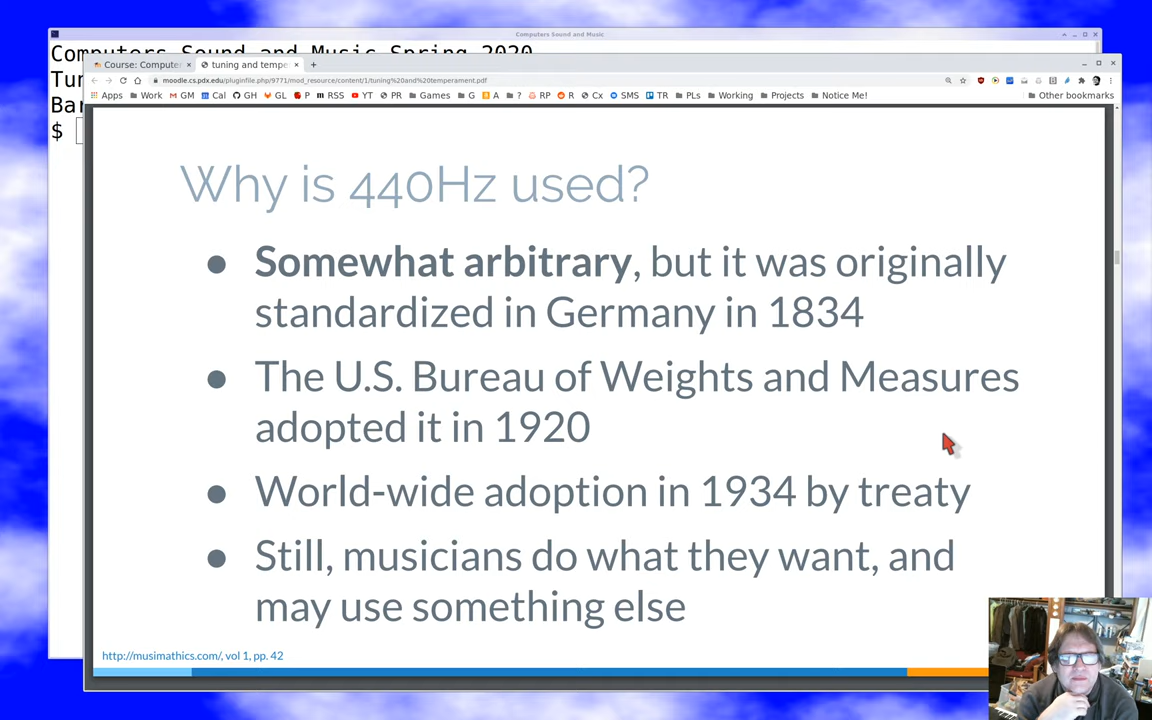 Computers Sound and Music
Computers Sound and Music Spring 2020
Tun
Bar
$
Course: Compute
tuning and tempe
moodle.cs.pdx.edu/pluginfile.php/9771/mod_resource/content/1/tuning%20and%20temperament.pdf
Apps Work GM Cal GH GL P RSS YT PR Games G A ? RP R Cx SMS TR PLs Working Projects Notice Me! Other bookmarks
Why is 440Hz used?
● Somewhat arbitrary, but it was originally
standardized in Germany in 1834
● The U.S. Bureau of Weights and Measures
adopted it in 1920
● World-wide adoption in 1934 by treaty
● Still, musicians do what they want, and
may use something else
http://musimathics.com/, vol 1, pp. 42